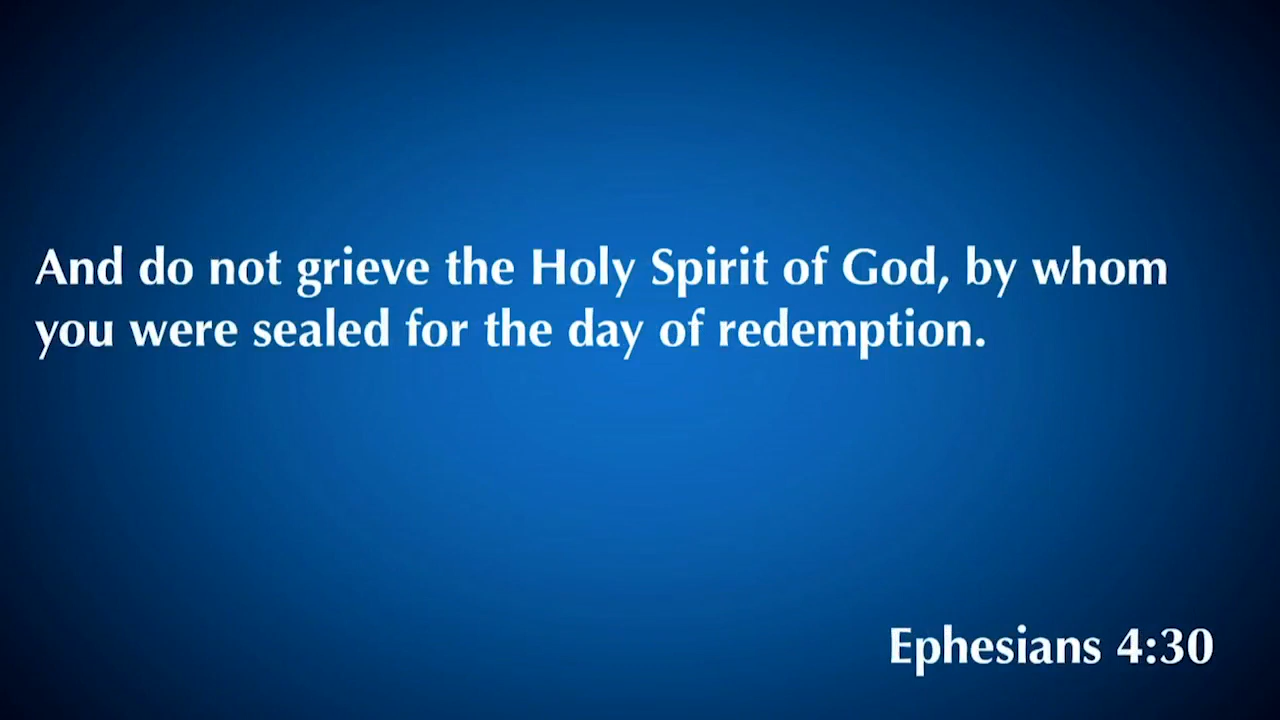 And do not grieve the Holy Spirit of God, by whom
you were sealed for the day of redemption.
Ephesians 4:30